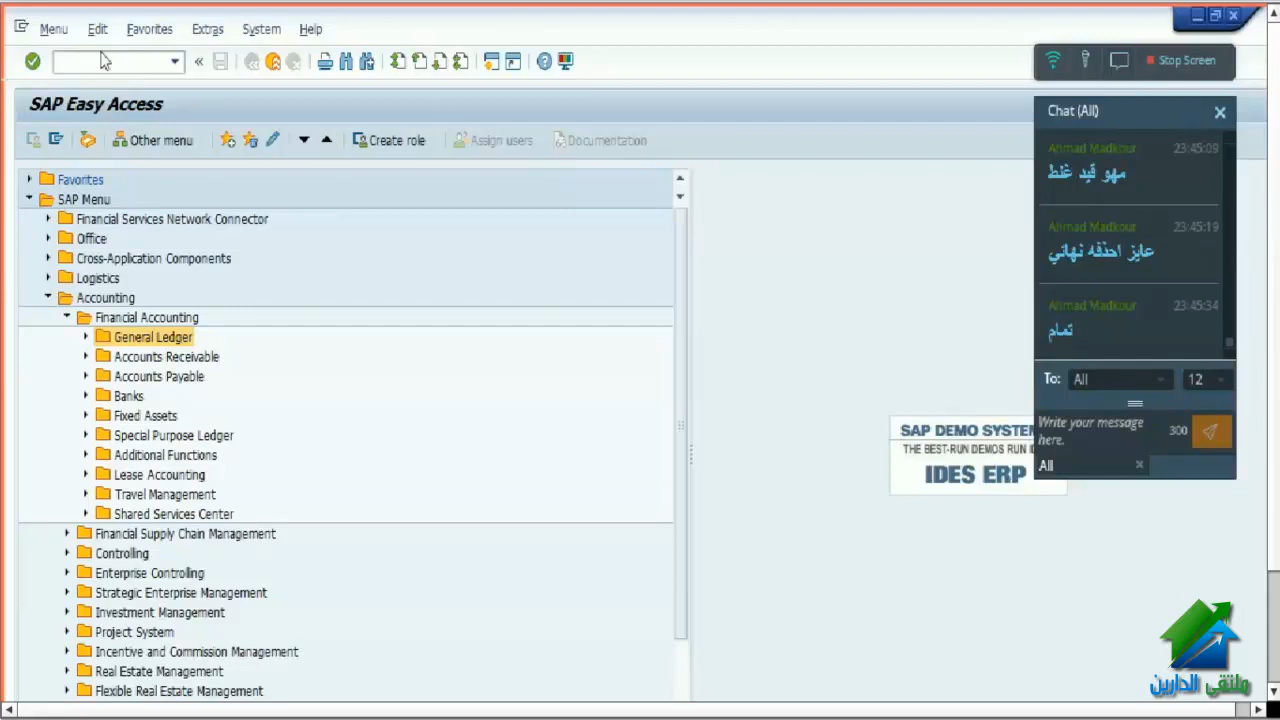 Menu Edit Favorites Extras System Help
Stop Screen
SAP Easy Access
Other menu Create role Assign users Documentation
Chat (All)
Ahmad Madkour 23:45:09
مهو قيد غلط
Ahmad Madkour 23:45:19
عايز احذفه نهائي
Ahmad Madkour 23:45:34
تمام
To: All 12
Write your message here. 300
All
Favorites
SAP Menu
Financial Services Network Connector
Office
Cross-Application Components
Logistics
Accounting
Financial Accounting
General Ledger
Accounts Receivable
Accounts Payable
Banks
Fixed Assets
Special Purpose Ledger
Additional Functions
Lease Accounting
Travel Management
Shared Services Center
Financial Supply Chain Management
Controlling
Enterprise Controlling
Strategic Enterprise Management
Investment Management
Project System
Incentive and Commission Management
Real Estate Management
Flexible Real Estate Management
SAP DEMO SYSTEM
THE BEST-RUN DEMOS RUN
IDES ERP
ملتقى الدارين